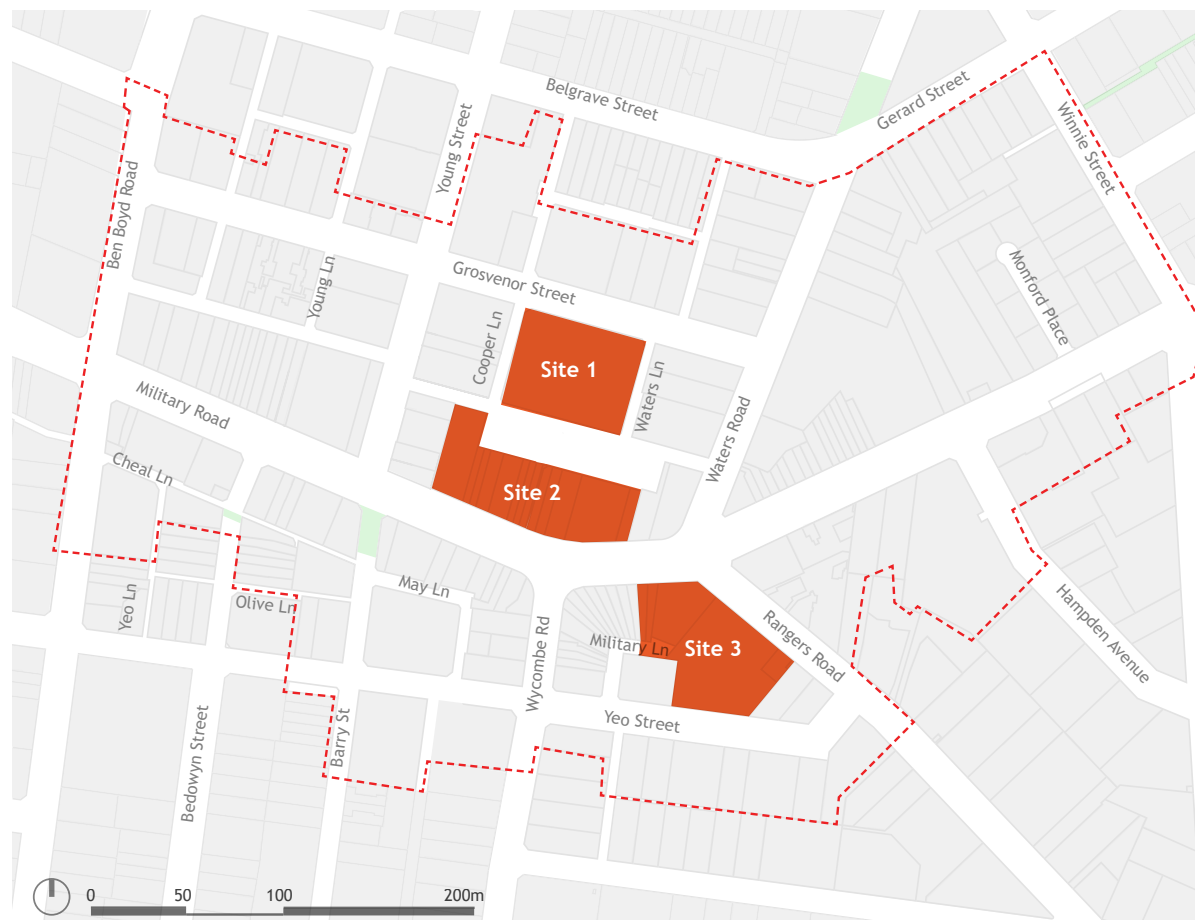 Belgrave Street
Gerard Street
Young Street
Winnie Street
Ben Boyd Road
Young Ln
Grosvenor Street
Monford Place
Cooper Ln
Site 1
Waters Ln
Military Road
Waters Road
Cheal Ln
Site 2
May Ln
Olive Ln
Yeo Ln
Wycombe Rd
Military Ln
Site 3
Rangers Road
Hampden Avenue
Yeo Street
Barry St
Bedowyn Street
0 50 100 200m